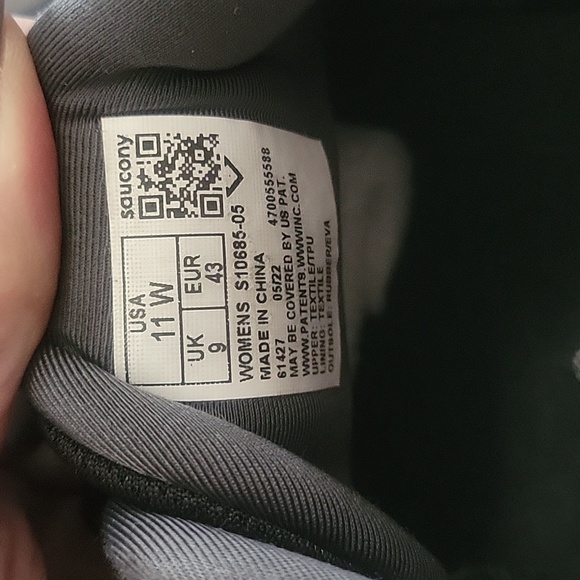 saucony
USA
11 W
UK
9
EUR
43
WOMENS S10685-05
MADE IN CHINA
05/22
61427 4700555588
MAY BE COVERED BY US PAT.
WWW.PATENTS.WWWINC.COM
UPPER: TEXTILE/TPU
LINING: TEXTILE
OUTSOLE: RUBBER/EVA